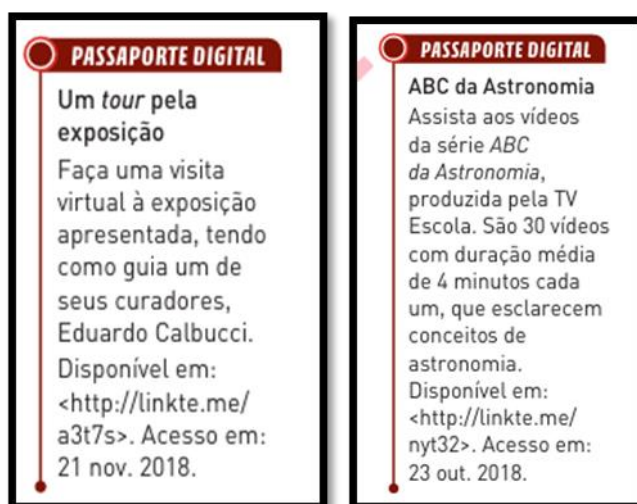 PASSAPORTE DIGITAL
Um tour pela
exposição
Faça uma visita
virtual à exposição
apresentada, tendo
como guia um de
seus curadores,
Eduardo Calbucci.
Disponível em:
<http://linkte.me/
a3t7s>. Acesso em:
21 nov. 2018.
PASSAPORTE DIGITAL
ABC da Astronomia
Assista aos vídeos
da série ABC
da Astronomia,
produzida pela TV
Escola. São 30 vídeos
com duração média
de 4 minutos cada
um, que esclarecem
conceitos de
astronomia.
Disponível em:
<http://linkte.me/
nyt32>. Acesso em:
23 out. 2018.